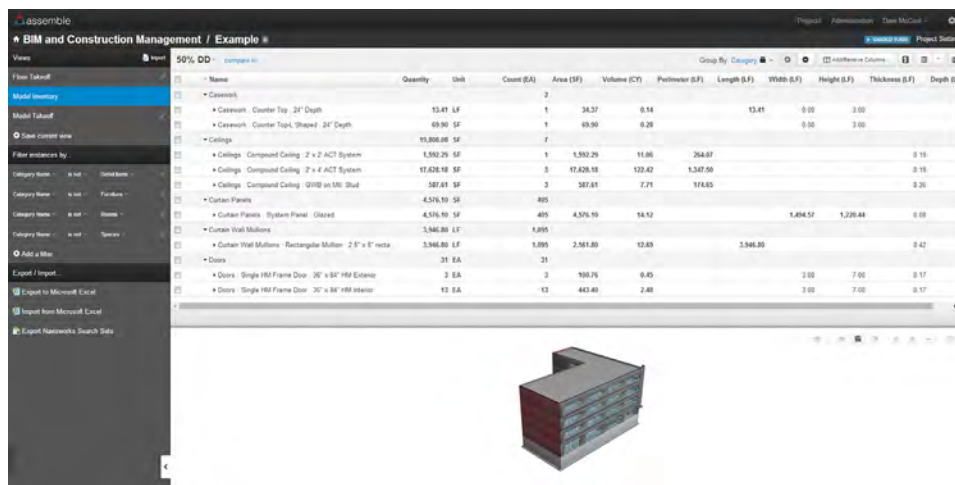 assemble
Projects Administration Dave McCool
BIM and Construction Management / Example
Project Setti
Views Import 50% DD compare to Group By Category Add/Remove Columns
Floor Takeoff Name Quantity Unit Count (EA) Area (SF) Volume (CY) Perimeter (LF) Length (LF) Width (LF) Height (LF) Thickness (LF) Depth (L
Model Inventory Casework 2
Model Takeoff Casework : Counter Top : 24" Depth 13.41 LF 1 34.37 0.14 13.41 0.00 3.00
Save current view Casework : Counter Top-L Shaped : 24" Depth 69.90 SF 1 69.90 0.28 0.00 3.00
Filter instances by... Ceilings 19,808.08 SF 7
Category Name is not Ceilings : Compound Ceiling : 2' x 2' ACT System 1,592.29 SF 1 1,592.29 11.06 264.07 0.19
Category Name is not Furniture Ceilings : Compound Ceiling : 2' x 4' ACT System 17,628.18 SF 3 17,628.18 122.42 1,347.50 0.19
Ceilings : Compound Ceiling : GWB on Mtl. Stud 587.61 SF 3 587.61 7.71 174.65 0.36
Category Name is not Rooms Curtain Panels 4,576.10 SF 405
Category Name is not Spaces Curtain Panels : System Panel : Glazed 4,576.10 SF 405 4,576.10 14.12 1,494.57 1,220.44 0.08
Add a filter Curtain Wall Mullions 3,946.80 LF 1,095
Curtain Wall Mullions : Rectangular Mullion : 2.5" x 5" recta 3,946.80 LF 1,095 2,561.80 12.69 3,946.80 0.42
Export / Import... Doors 31 EA 31
Export to Microsoft Excel Doors : Single HM Frame Door : 36" x 84" HM Exterior 3 EA 3 100.76 0.45 3.00 7.00 0.17
Import from Microsoft Excel Doors : Single HM Frame Door : 36" x 84" HM Interior 13 EA 13 443.40 2.48 3.00 7.00 0.17
Export Navisworks Search Sets